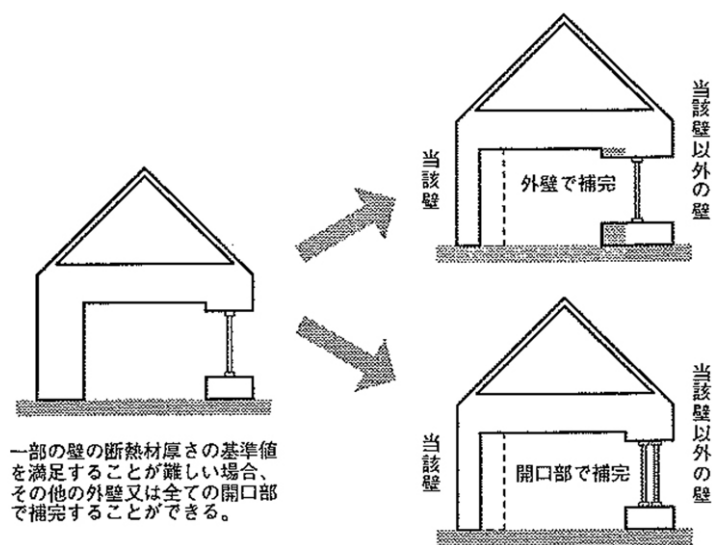 一部の壁の断熱材厚さの基準値
を満足することが難しい場合、
その他の外壁又は全ての開口部
で補完することができる。
当該壁
外壁で補完
当該壁以外の壁
当該壁
開口部で補完
当該壁以外の壁